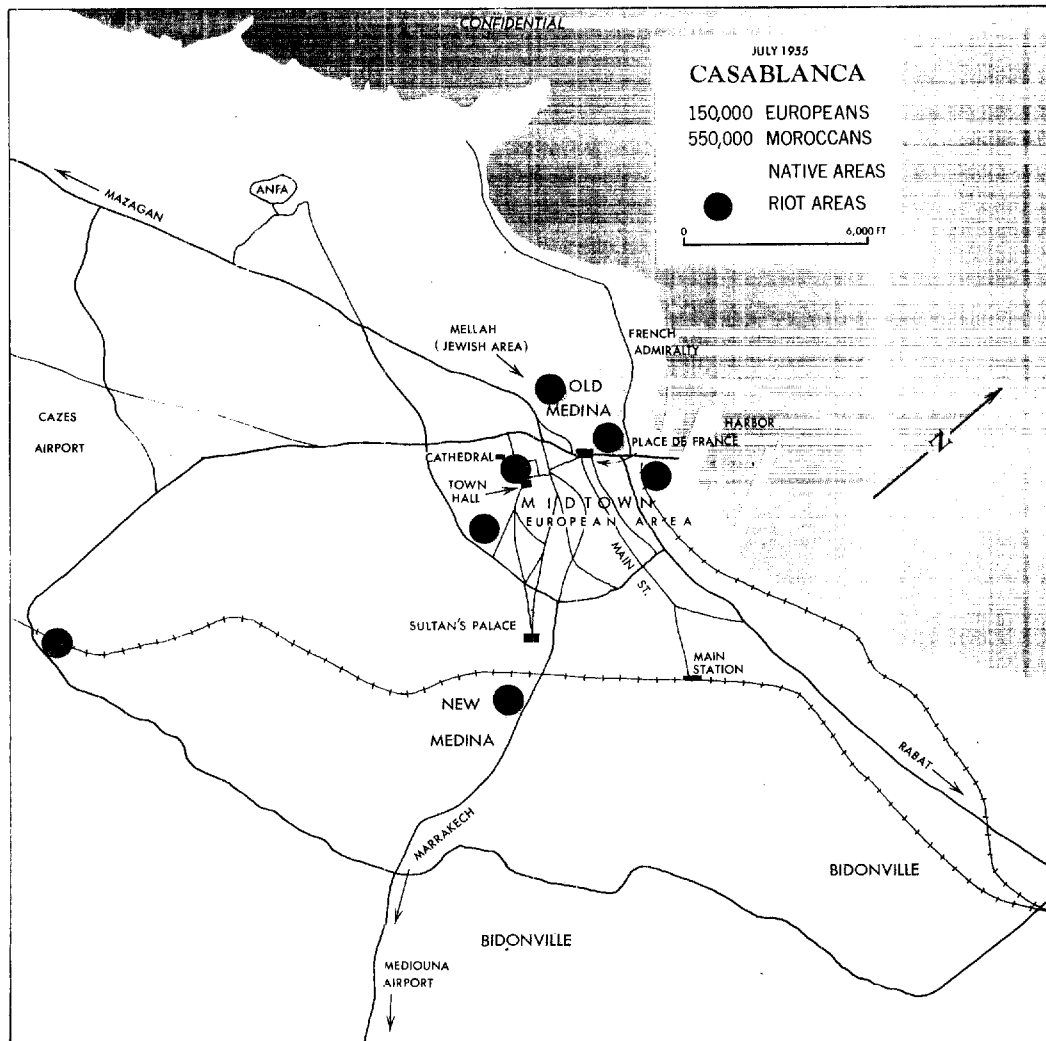 CONFIDENTIAL
JULY 1955
CASABLANCA
150,000 EUROPEANS
550,000 MOROCCANS
NATIVE AREAS
RIOT AREAS
0 6,000 FT
MAZAGAN
ANFA
MELLAH
(JEWISH AREA)
FRENCH
ADMIRALTY
OLD
MEDINA
HARBOR
PLACE DE FRANCE
N
CAZES
AIRPORT
CATHEDRAL
TOWN
HALL
MIDTOWN
EUROPEAN AREA
MAIN ST.
SULTAN'S PALACE
MAIN
STATION
NEW
MEDINA
RABAT
MARRAKECH
BIDONVILLE
BIDONVILLE
MEDIOUNA
AIRPORT